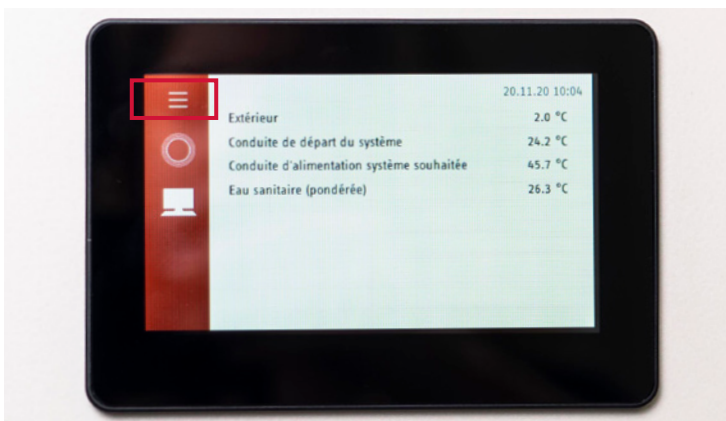 20.11.20 10:04
Extérieur 2.0 °C
Conduite de départ du système 24.2 °C
Conduite d'alimentation système souhaitée 45.7 °C
Eau sanitaire (pondérée) 26.3 °C